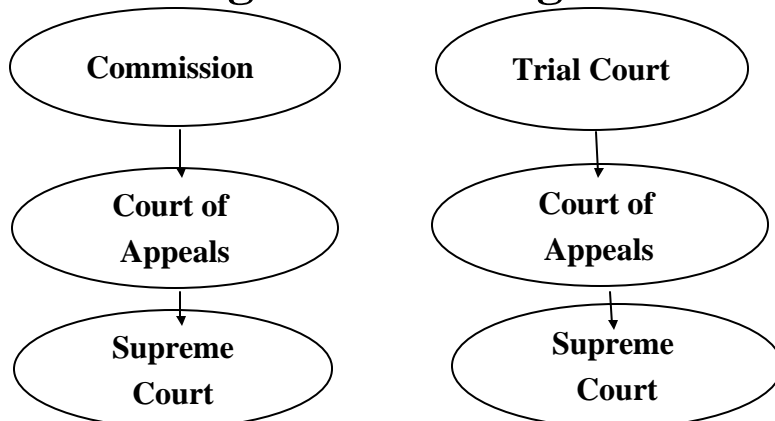 Commission
Court of
Appeals
Supreme
Court
Trial Court
Court of
Appeals
Supreme
Court